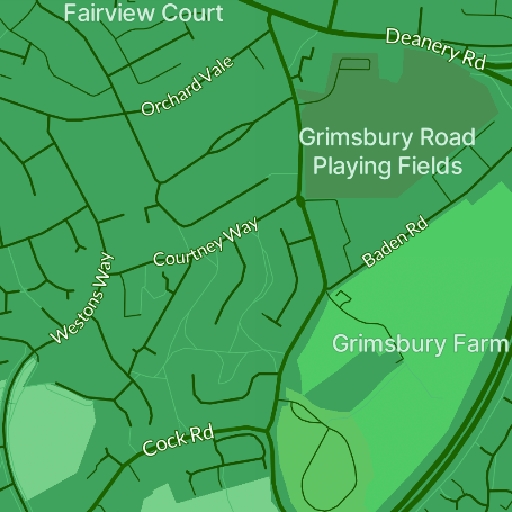 Fairview Court
Deanery Rd
Orchard Vale
Grimsbury Road
Playing Fields
Courtney Way
Baden Rd
Westons Way
Grimsbury Farm
Cock Rd